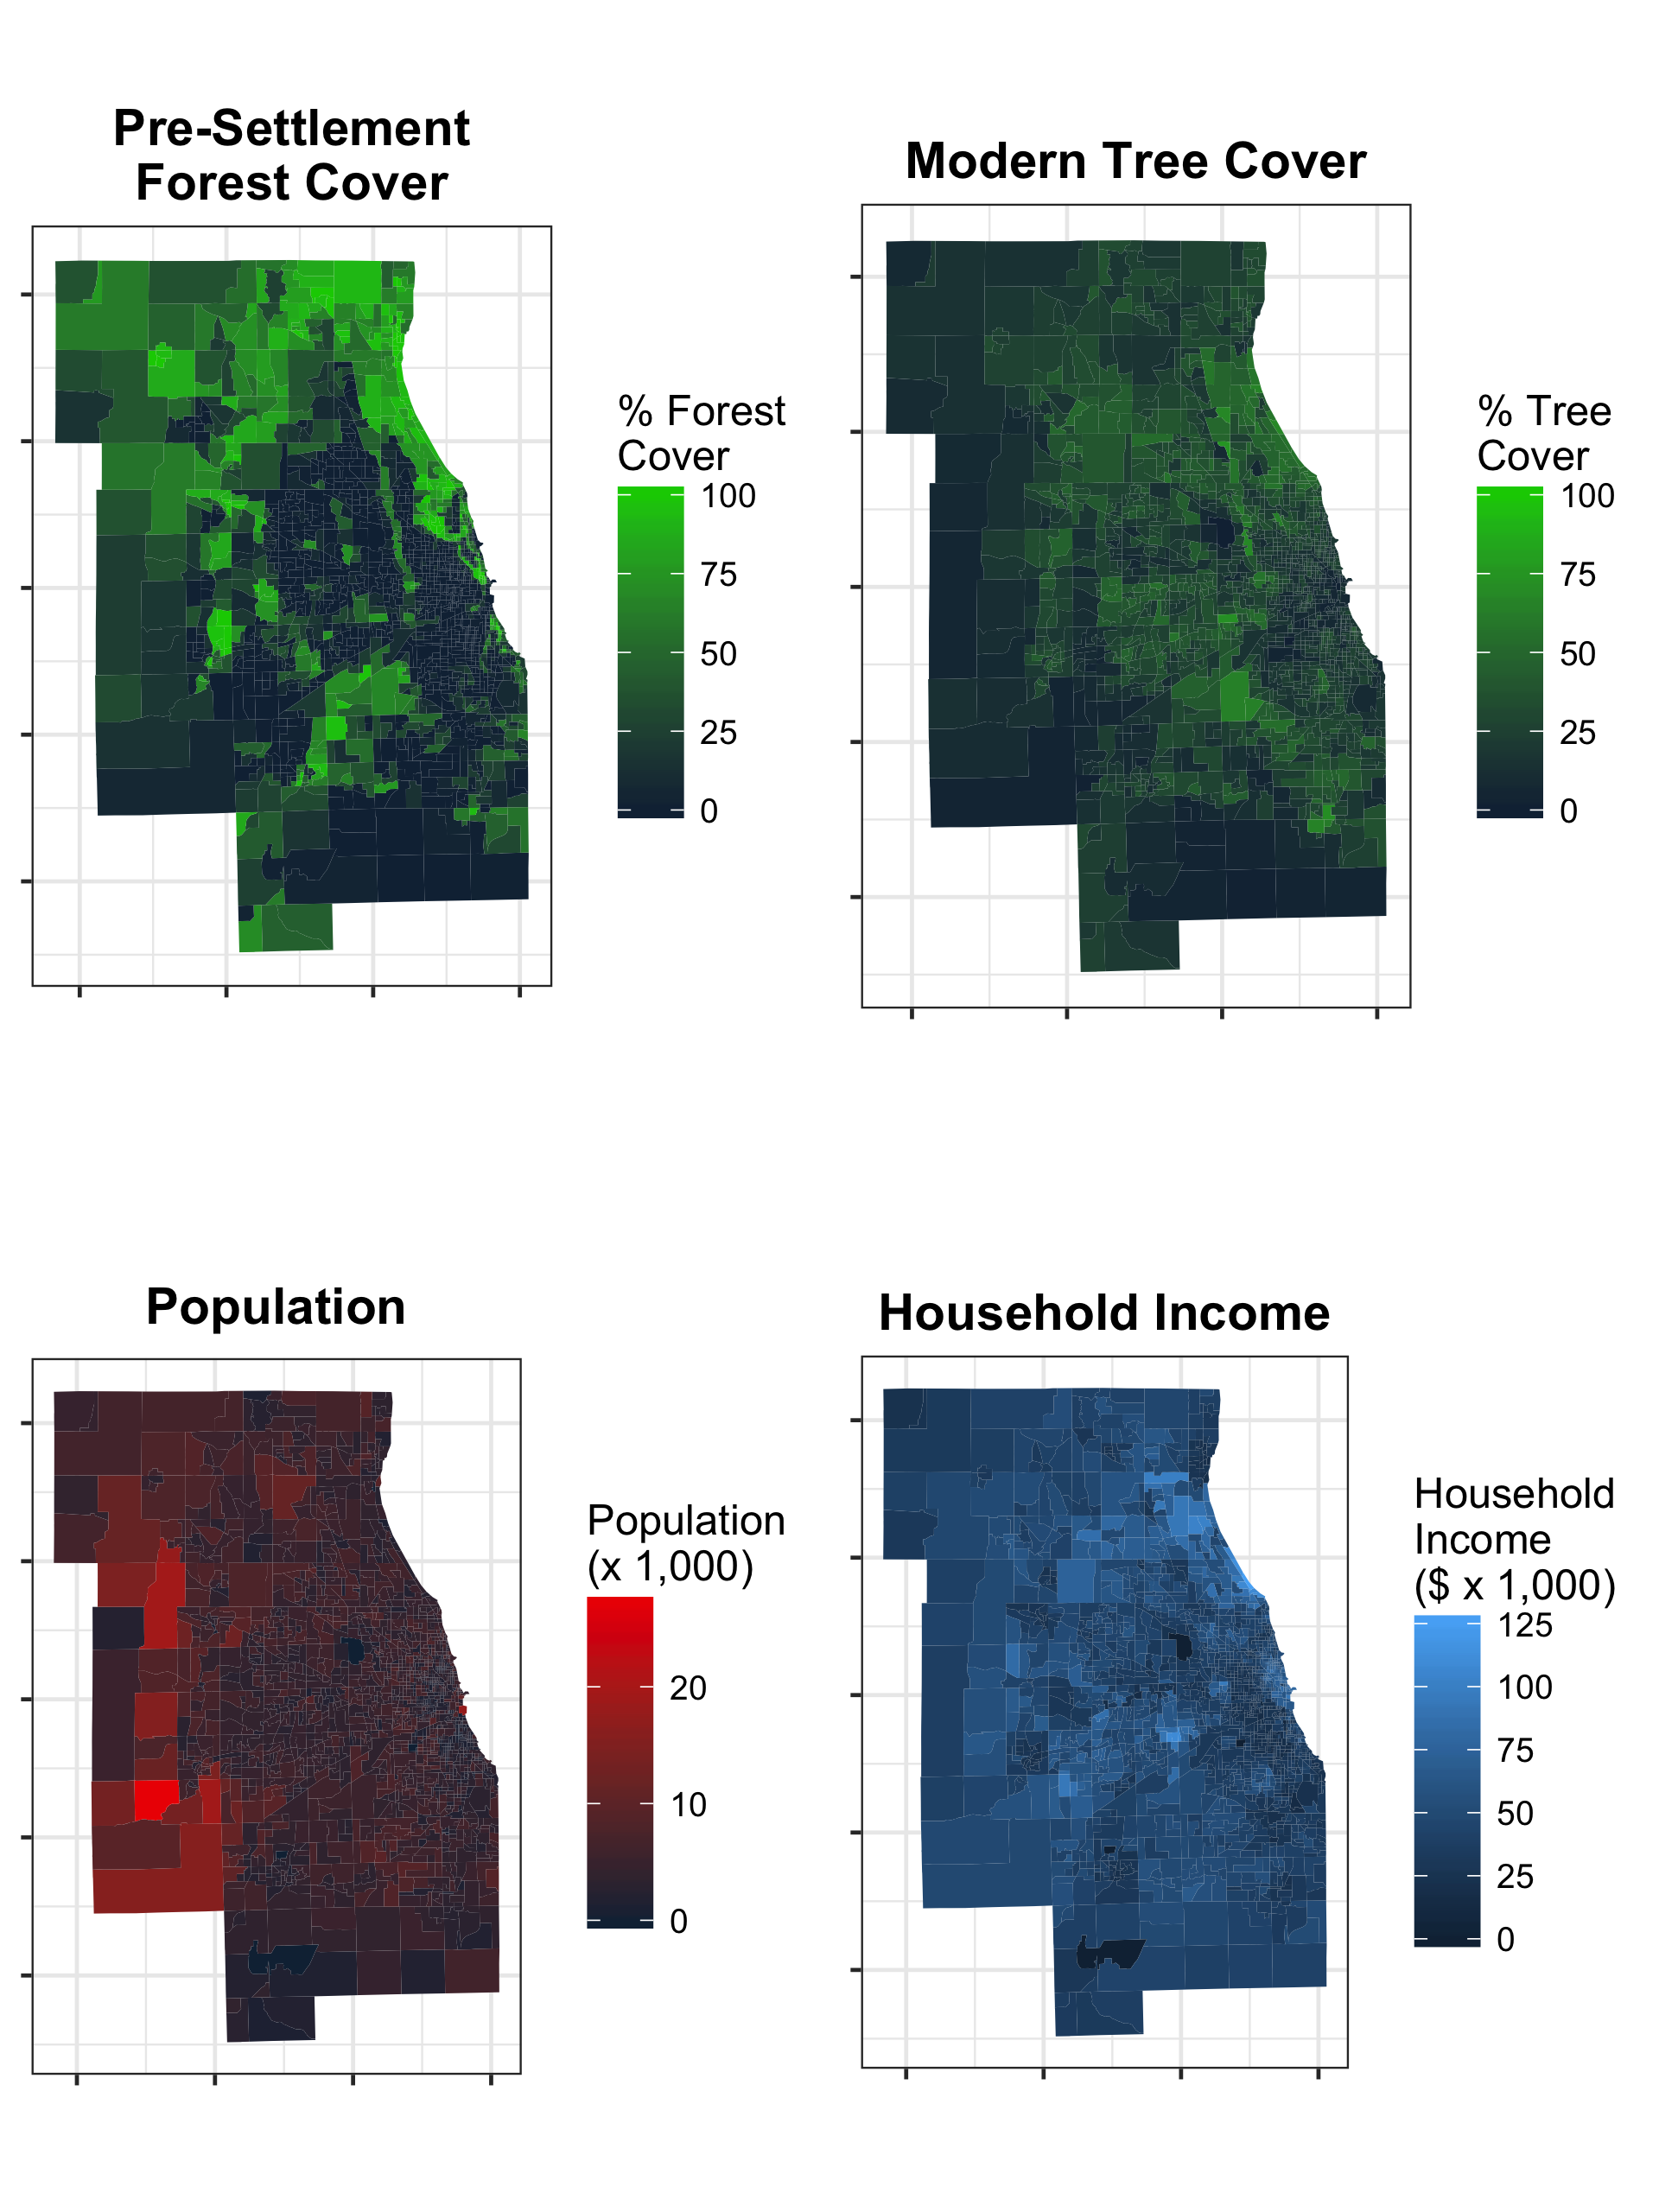 Pre-Settlement
Forest Cover
% Forest
Cover
100
75
50
25
0
Modern Tree Cover
% Tree
Cover
100
75
50
25
0
Population
Population
(x 1,000)
20
10
0
Household Income
Household
Income
($ x 1,000)
125
100
75
50
25
0